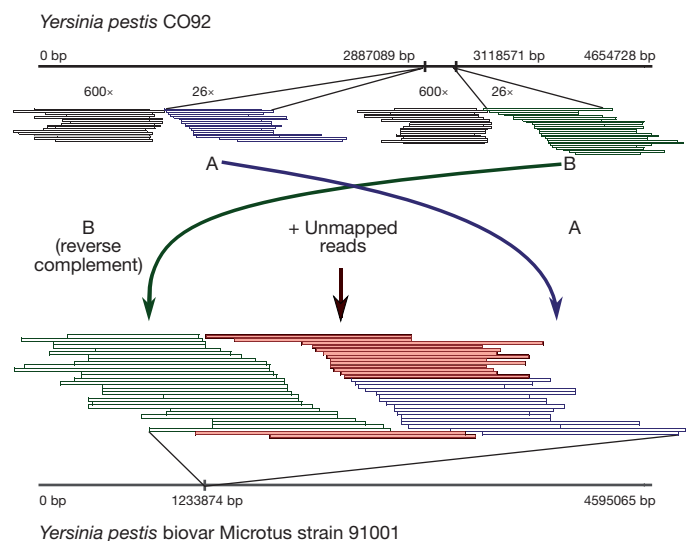 Yersinia pestis CO92
0 bp 2887089 bp 3118571 bp 4654728 bp
600× 26× 600× 26×
A B
B + Unmapped A
(reverse reads
complement)
0 bp 1233874 bp 4595065 bp
Yersinia pestis biovar Microtus strain 91001